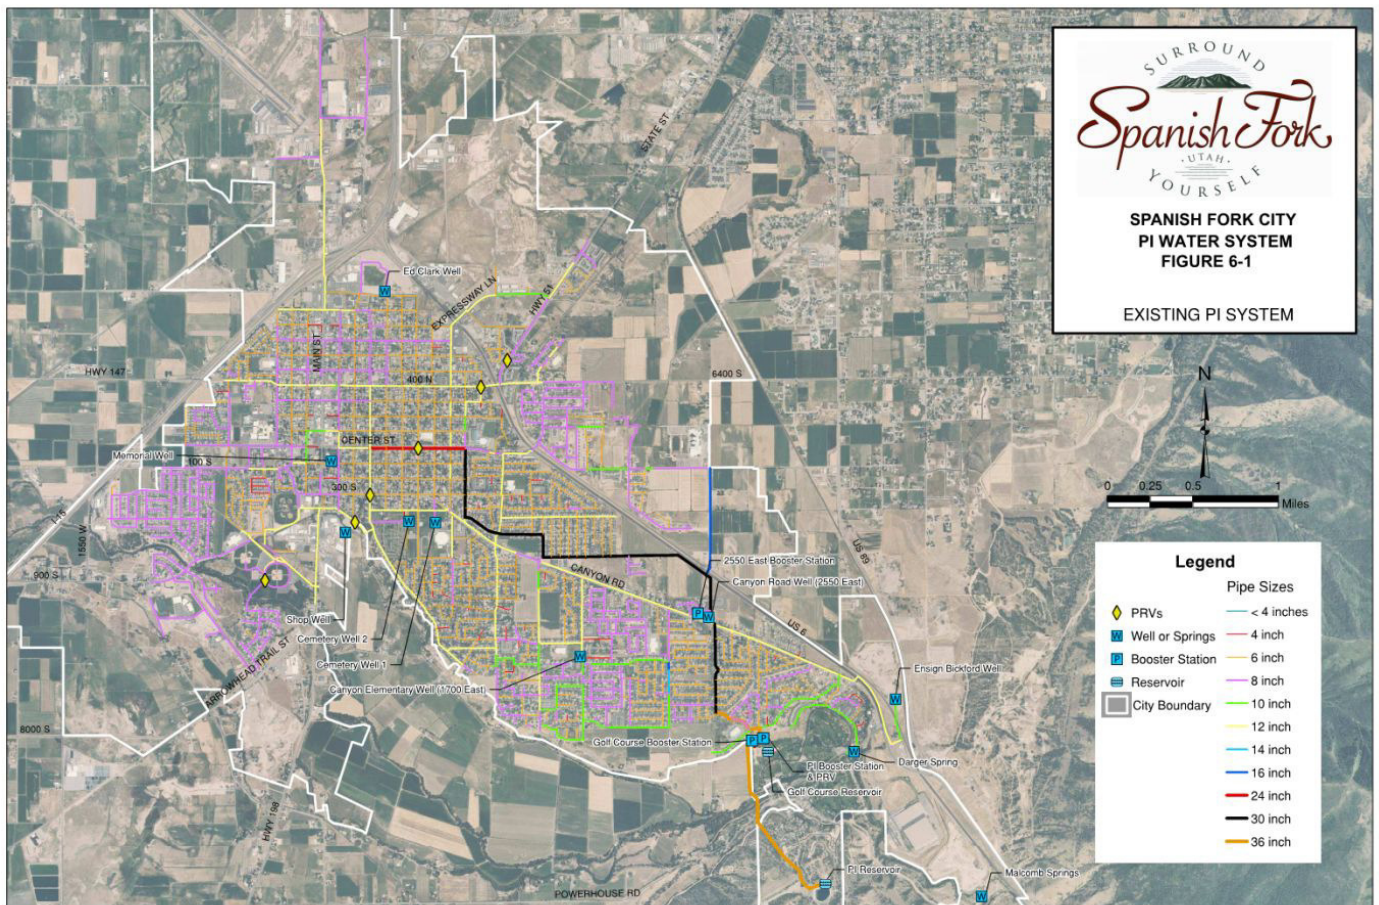 SURROUND
Spanish Fork
• UTAH •
YOURSELF
SPANISH FORK CITY
PI WATER SYSTEM
FIGURE 6-1
EXISTING PI SYSTEM
STATE ST
Ed Clark Well
EXPRESSWAY LN
HWY 51
MAIN ST
HWY 147
400 N
6400 S
N
CENTER ST
Memorial Well
100 S
300 S
0 0.25 0.5 1
Miles
I-15
1550 W
US 89
2550 East Booster Station
900 S
CANYON RD
Canyon Road Well (2550 East)
Shop Well
US 6
Cemetery Well 2
ARROWHEAD TRAIL ST
Cemetery Well 1
Ensign Bickford Well
Canyon Elementary Well (1700 East)
8000 S
Golf Course Booster Station
PI Booster Station
& PRV
Darger Spring
Golf Course Reservoir
HWY 198
PI Reservoir
Malcomb Springs
POWERHOUSE RD
Legend
Pipe Sizes
PRVs
< 4 inches
W Well or Springs
4 inch
P Booster Station
6 inch
Reservoir
8 inch
City Boundary
10 inch
12 inch
14 inch
16 inch
24 inch
30 inch
36 inch